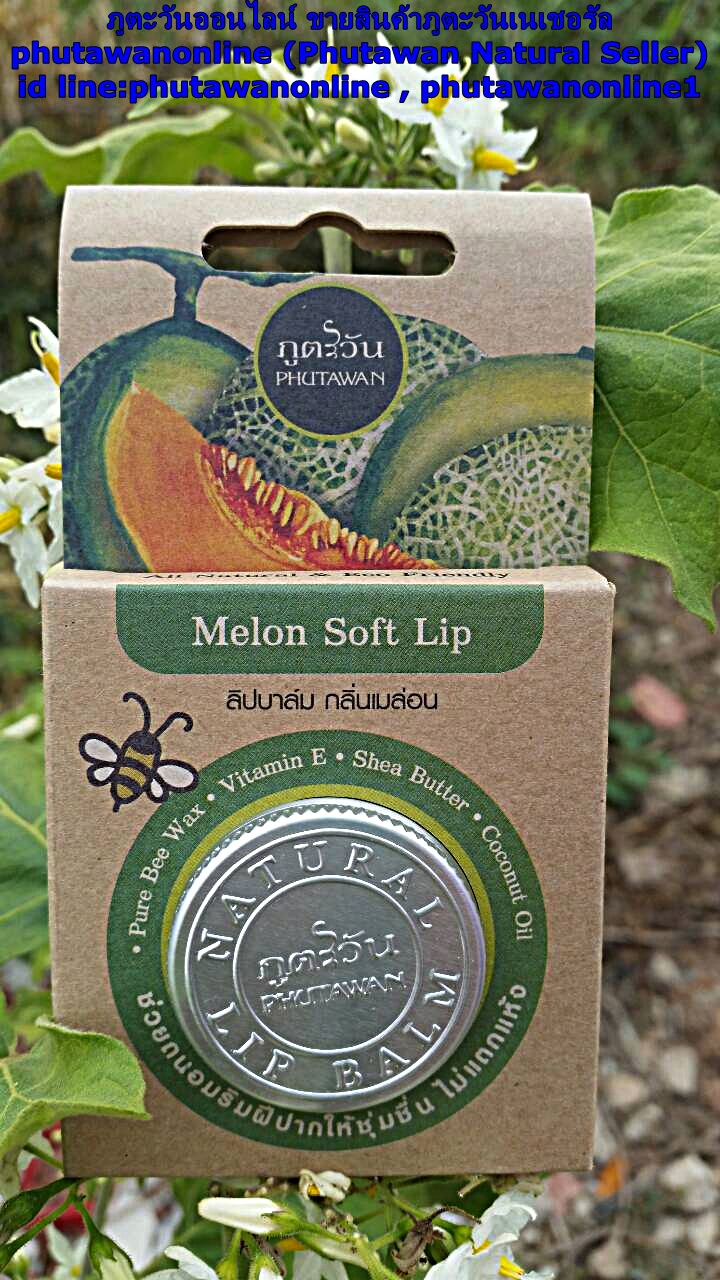 ภูตะวันออนไลน์ ขายสินค้าภูตะวันเนเชอรัล
phutawanonline (Phutawan Natural Seller)
id line:phutawanonline , phutawanonline1
ภูตะวัน
PHUTAWAN
All Natural & Eco Friendly
Melon Soft Lip
ลิปบาล์ม กลิ่นเมล่อน
• Pure Bee Wax • Vitamin E • Shea Butter • Coconut Oil
NATURAL
ภูตะวัน
PHUTAWAN
LIP BALM
ช่วยถนอมริมฝีปากให้ชุ่มชื่น ไม่แตกแห้ง